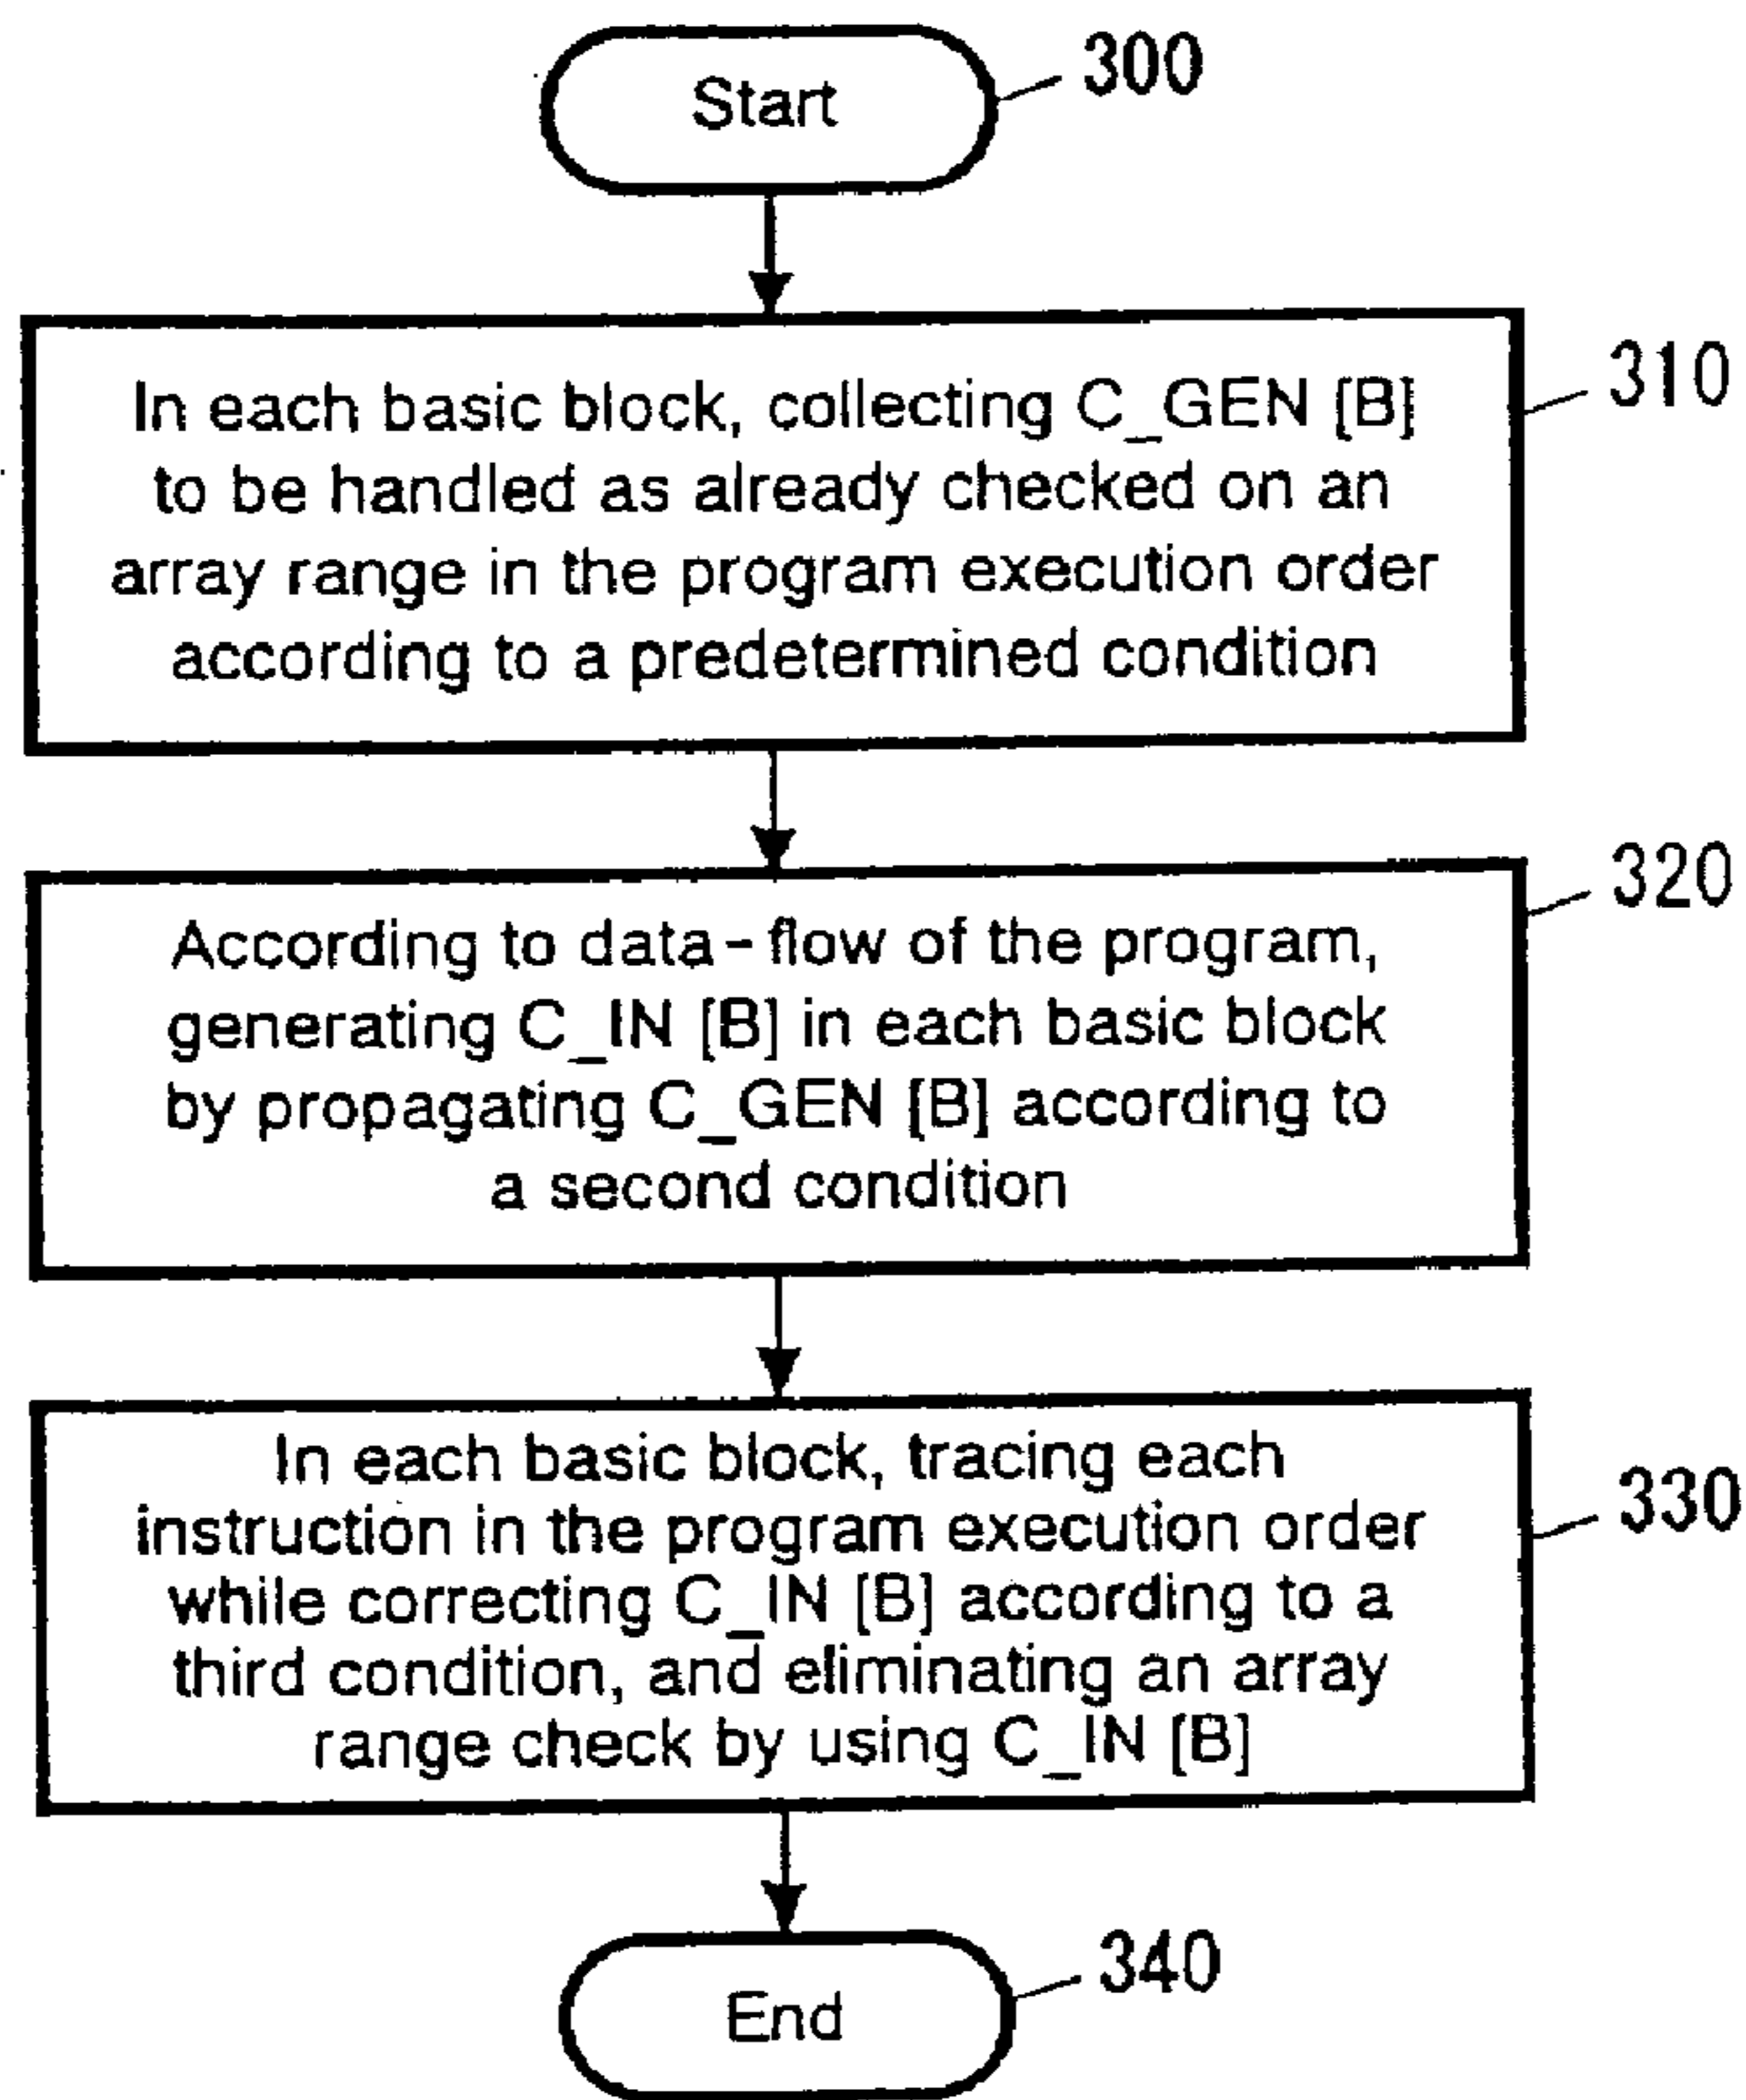 Start
300
310
In each basic block, collecting C_GEN [B]
to be handled as already checked on an
array range in the program execution order
according to a predetermined condition
320
According to data-flow of the program,
generating C_IN [B] in each basic block
by propagating C_GEN [B] according to
a second condition
330
In each basic block, tracing each
instruction in the program execution order
while correcting C_IN [B] according to a
third condition, and eliminating an array
range check by using C_IN [B]
340
End